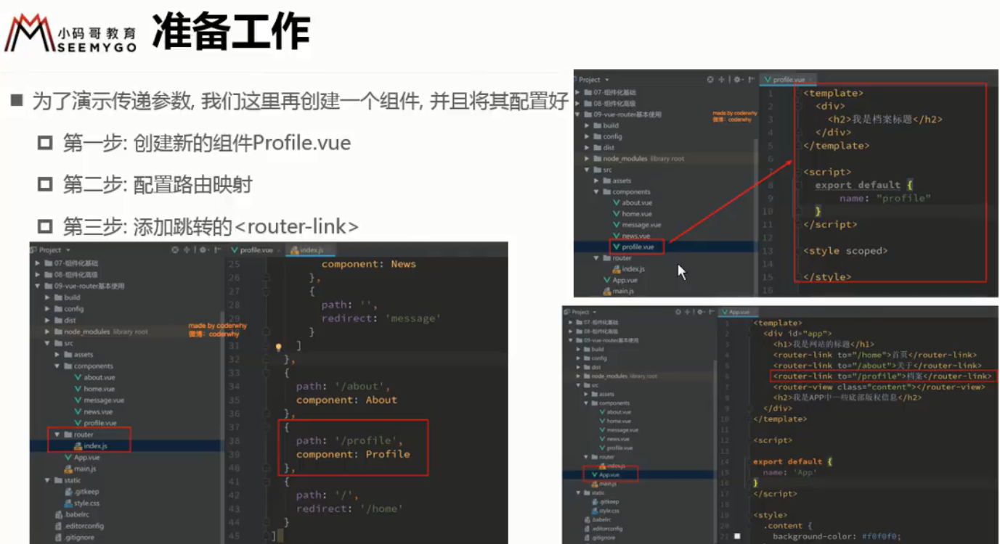 小码哥教育
SEEMYGO
准备工作
为了演示传递参数, 我们这里再创建一个组件, 并且将其配置好
第一步: 创建新的组件Profile.vue
第二步: 配置路由映射
第三步: 添加跳转的<router-link>
Project
07-组件化基础
08-组件化高级
09-vue-router基本使用
build
config
dist
node_modules library root
src
assets
components
about.vue
home.vue
message.vue
news.vue
profile.vue
router
index.js
App.vue
main.js
made by coderwhy
微博: coderwhy
profile.vue
1 <template>
2 <div>
3 <h2>我是档案标题</h2>
4 </div>
5 </template>
6
7 <script>
8 export default {
9 name: "profile"
10 }
11 </script>
12
13 <style scoped>
14
15 </style>
16
Project
07-组件化基础
08-组件化高级
09-vue-router基本使用
build
config
dist
node_modules library root
src
assets
components
about.vue
home.vue
message.vue
news.vue
profile.vue
router
index.js
App.vue
main.js
static
.gitkeep
style.css
.babelrc
.editorconfig
.gitignore
made by coderwhy
微博: coderwhy
profile.vue index.js
25 component: News
26 },
27 {
28 path: '',
29 redirect: 'message'
30 }
31 ]
32 },
33 {
34 path: '/about',
35 component: About
36 },
37 {
38 path: '/profile',
39 component: Profile
40 },
41 {
42 path: '/',
43 redirect: '/home'
44 }
45 ]
Project
07-组件化基础
08-组件化高级
09-vue-router基本使用
build
config
dist
node_modules library root
src
assets
components
about.vue
home.vue
message.vue
news.vue
profile.vue
router
index.js
App.vue
main.js
static
.gitkeep
style.css
.babelrc
.editorconfig
.gitignore
App.vue
1 <template>
2 <div id="app">
3 <h1>我是网站的标题</h1>
4 <router-link to="/home">首页</router-link>
5 <router-link to="/about">关于</router-link>
6 <router-link to="/profile">档案</router-link>
7 <router-view class="content"></router-view>
8 <h2>我是APP中一些底部版权信息</h2>
9 </div>
10 </template>
11
12 <script>
13
14 export default {
15 name: 'App'
16 }
17 </script>
18
19 <style>
20 .content {
21 background-color: #f0f0f0;